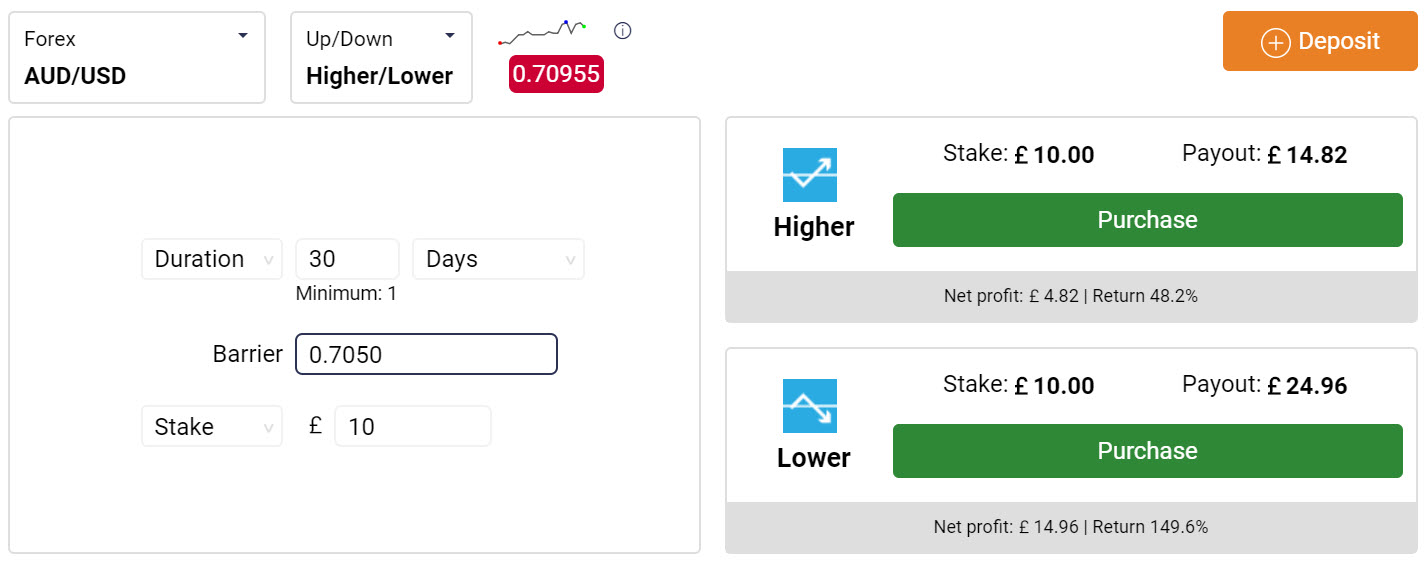 Forex
AUD/USD
Up/Down
Higher/Lower
0.70955
Deposit
Duration 30 Days
Minimum: 1
Barrier 0.7050
Stake £ 10
Stake: £ 10.00 Payout: £ 14.82
Higher
Purchase
Net profit: £ 4.82 | Return 48.2%
Stake: £ 10.00 Payout: £ 24.96
Lower
Purchase
Net profit: £ 14.96 | Return 149.6%